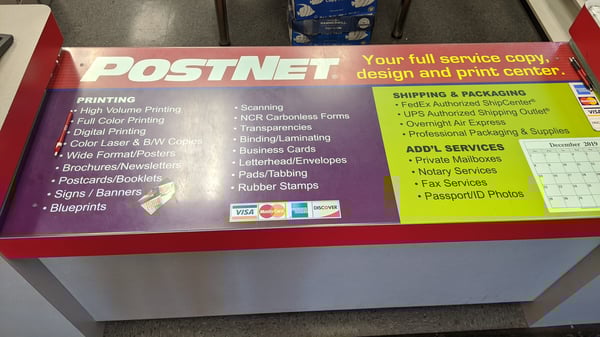 POSTNET®
Your full service copy,
design and print center.
PRINTING
• High Volume Printing
• Full Color Printing
• Digital Printing
• Color Laser & B/W Copies
• Wide Format/Posters
• Brochures/Newsletters
• Postcards/Booklets
• Signs / Banners
• Blueprints
• Scanning
• NCR Carbonless Forms
• Transparencies
• Binding/Laminating
• Business Cards
• Letterhead/Envelopes
• Pads/Tabbing
• Rubber Stamps
VISA MasterCard DISCOVER
SHIPPING & PACKAGING
• FedEx Authorized ShipCenter®
• UPS Authorized Shipping Outlet®
• Overnight Air Express
• Professional Packaging & Supplies
ADD'L SERVICES
• Private Mailboxes
• Notary Services
• Fax Services
• Passport/ID Photos
December 2019
VISA